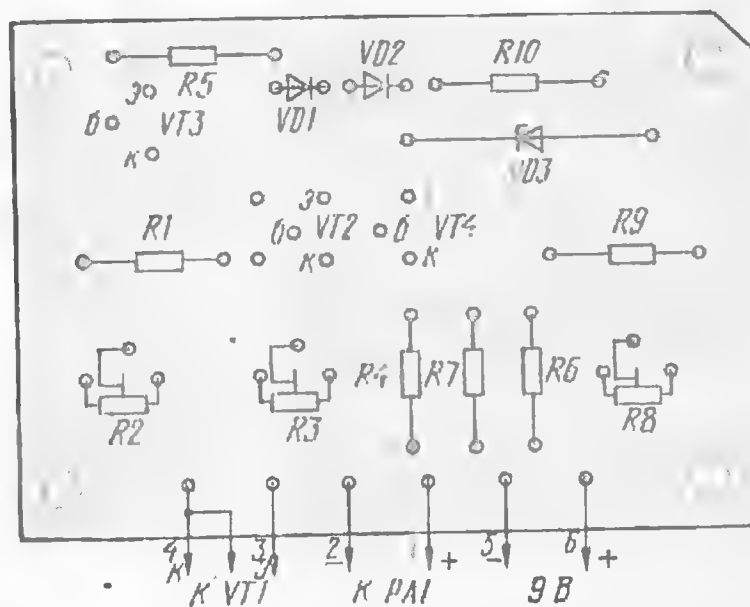 VD2 R10
R5
э б
VT3 VD1
б
к VD3
э
R1 б VT2 б VT4 R9
к к
R4 R7 R6
R2 R3 R8
4 3 2 1 5 6
К - + - +
К VT1 К РА1 9 В